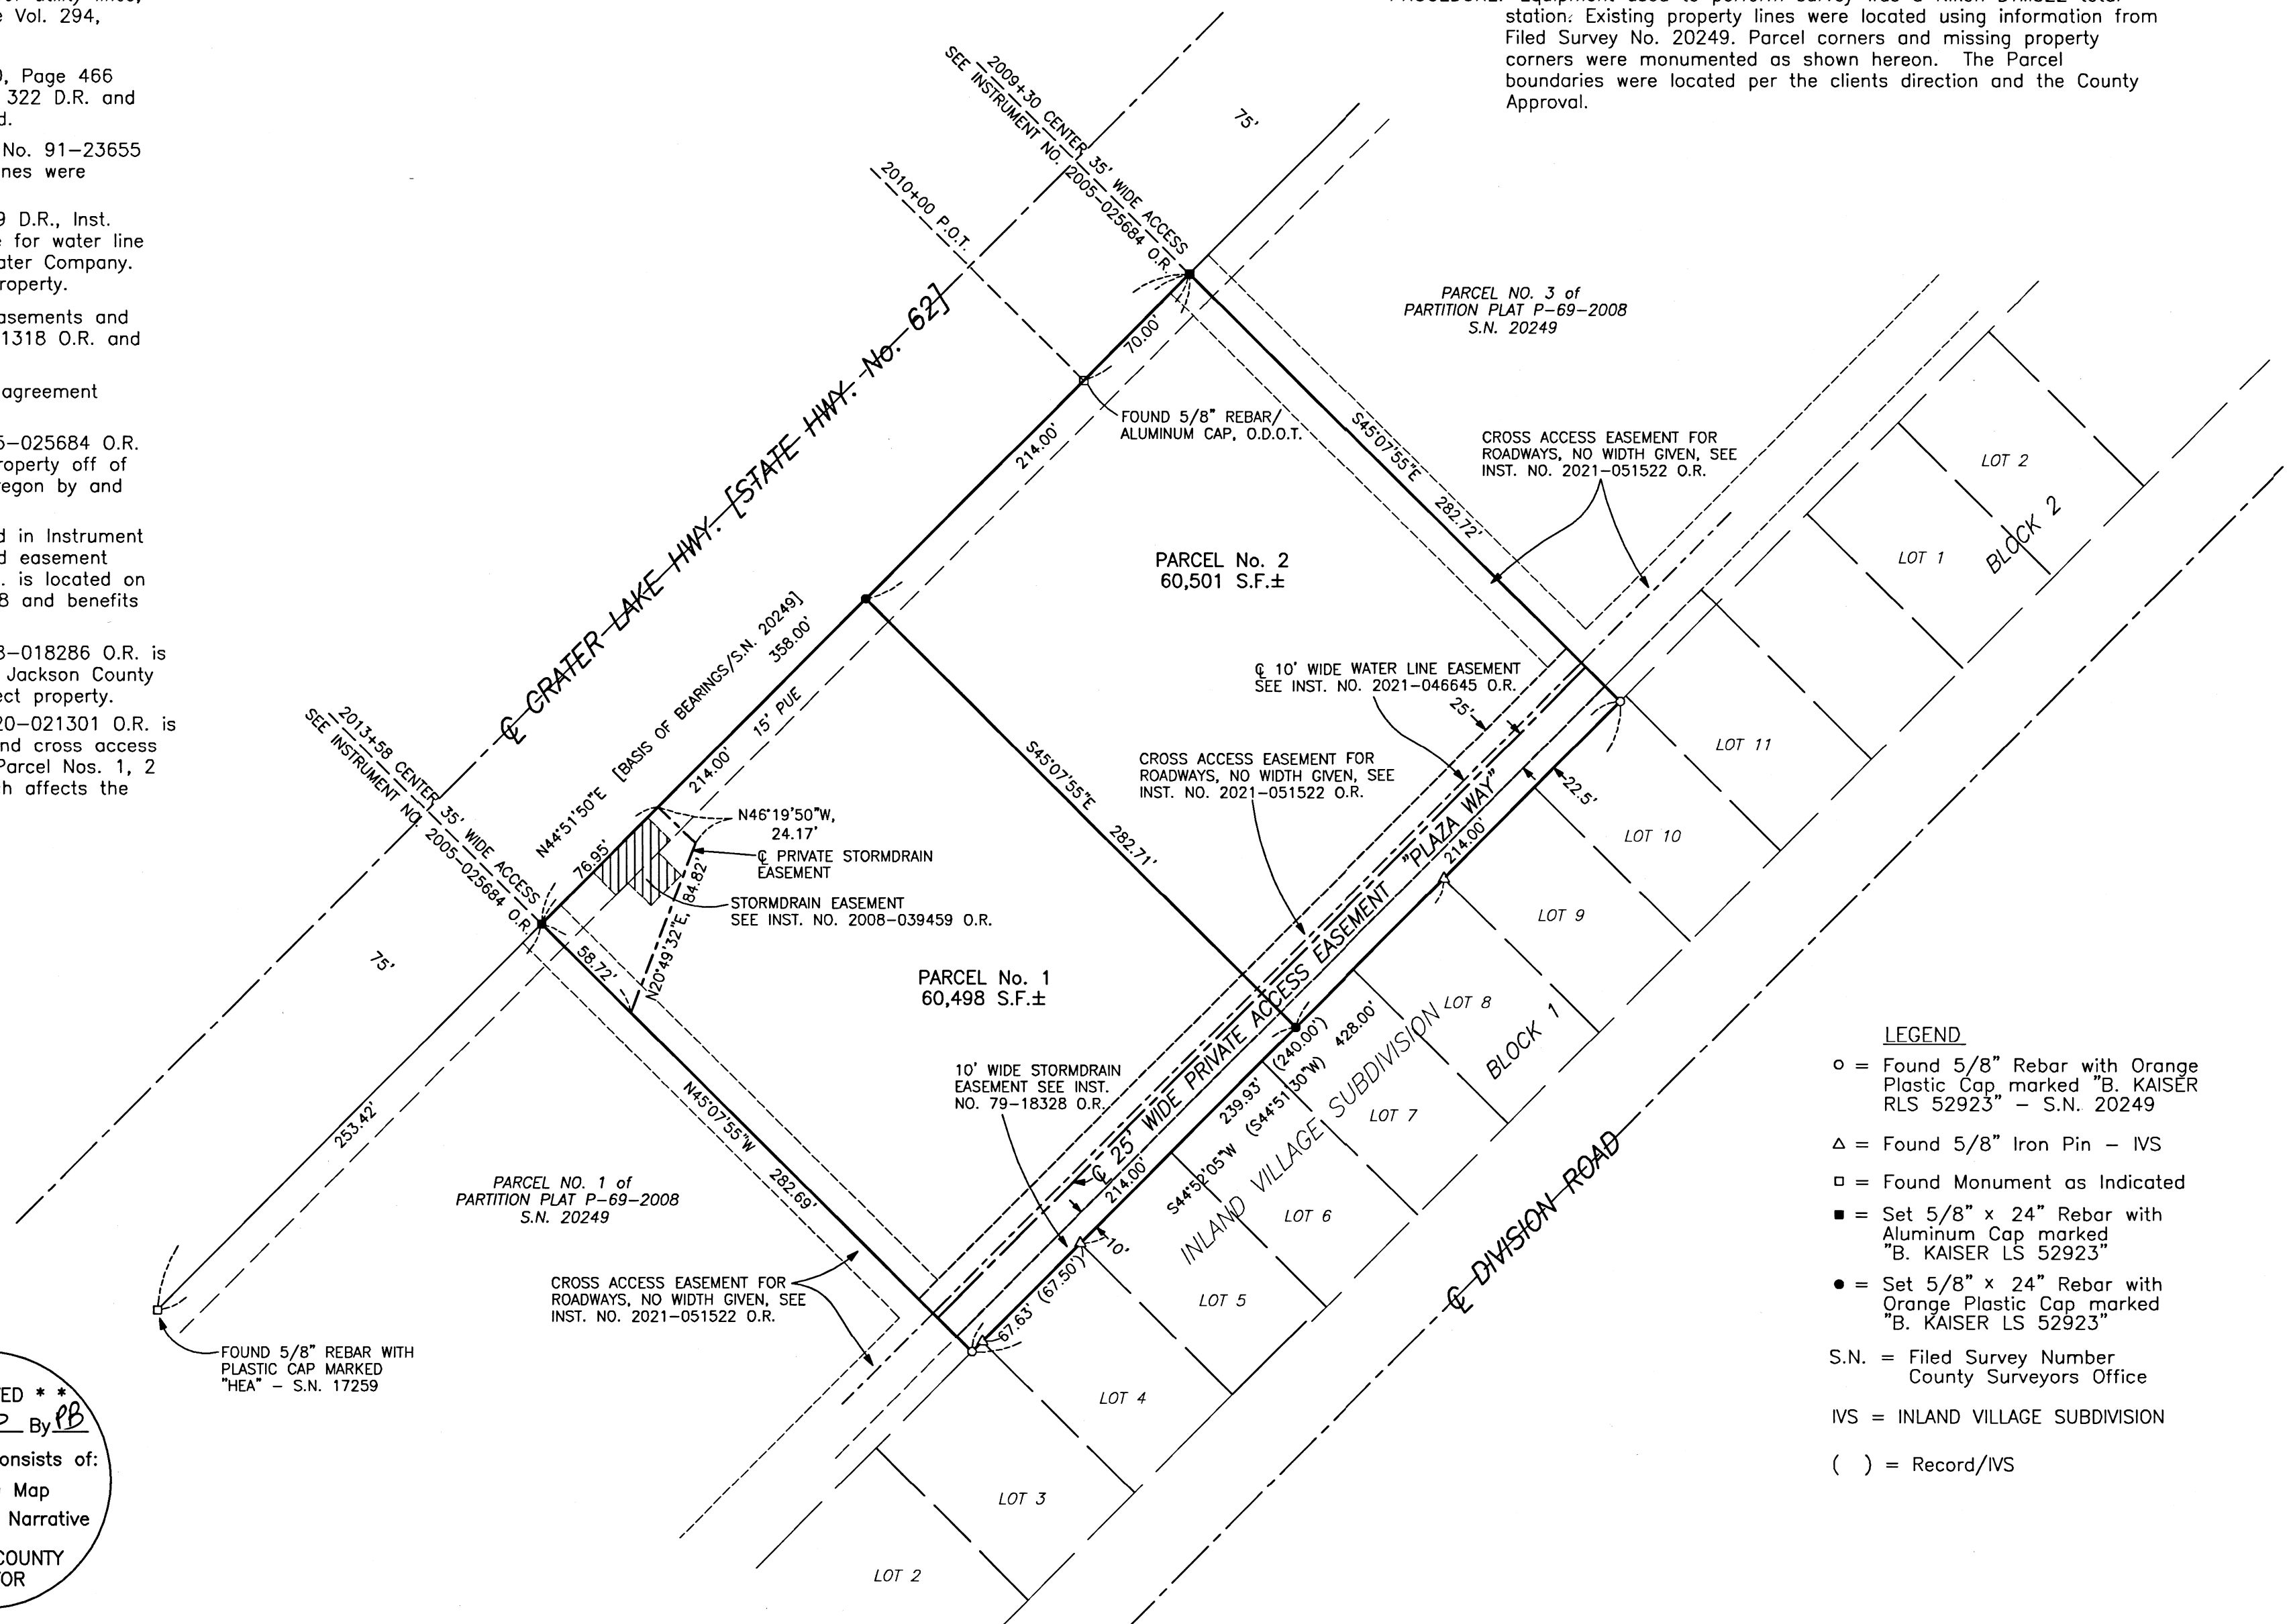 e Vol. 294,
, Page 466
322 D.R. and
d.
No. 91-23655
nes were
9 D.R., Inst.
e for water line
ater Company.
roperty.
asements and
1318 O.R. and
agreement
5-025684 O.R.
roperty off of
regon by and
d in Instrument
d easement
. is located on
8 and benefits
8-018286 O.R. is
Jackson County
ect property.
20-021301 O.R. is
nd cross access
Parcel Nos. 1, 2
h affects the
station. Existing property lines were located using information from
Filed Survey No. 20249. Parcel corners and missing property
corners were monumented as shown hereon. The Parcel
boundaries were located per the clients direction and the County
Approval.
2009+30 CENTER 35' WIDE ACCESS
SEE INSTRUMENT NO. 2005-025684 O.R.
75'
2010+00 P.O.T.
PARCEL NO. 3 of
PARTITION PLAT P-69-2008
S.N. 20249
70.00'
FOUND 5/8" REBAR/
ALUMINUM CAP, O.D.O.T.
214.00'
S45°07'55"E 282.72'
CROSS ACCESS EASEMENT FOR
ROADWAYS, NO WIDTH GIVEN, SEE
INST. NO. 2021-051522 O.R.
LOT 2
BLOCK 2
LOT 1
℄ CRATER LAKE HWY. [STATE HWY. No. 62]
PARCEL No. 2
60,501 S.F.±
N44°51'50"E [BASIS OF BEARINGS/S.N. 20249]
358.00'
15' PUE
214.00'
℄ 10' WIDE WATER LINE EASEMENT
SEE INST. NO. 2021-046645 O.R.
25'
2013+58 CENTER 35' WIDE ACCESS
SEE INSTRUMENT NO. 2005-025684 O.R.
S45°07'55"E 282.71'
CROSS ACCESS EASEMENT FOR
ROADWAYS, NO WIDTH GIVEN, SEE
INST. NO. 2021-051522 O.R.
LOT 11
22.5'
LOT 10
N46°19'50"W,
24.17'
76.95'
℄ PRIVATE STORMDRAIN
EASEMENT
STORMDRAIN EASEMENT
SEE INST. NO. 2008-039459 O.R.
N20°49'32"E, 84.82'
58.72'
℄ 25' WIDE PRIVATE ACCESS EASEMENT "PLAZA WAY"
214.00'
LOT 9
75'
PARCEL No. 1
60,498 S.F.±
LOT 8
BLOCK 1
239.93' (240.00')
S44°52'05"W (S44°51'30"W) 428.00'
INLAND VILLAGE SUBDIVISION
10' WIDE STORMDRAIN
EASEMENT SEE INST.
NO. 79-18328 O.R.
LOT 7
253.42'
N45°07'55"W 282.69'
214.00'
PARCEL NO. 1 of
PARTITION PLAT P-69-2008
S.N. 20249
LOT 6
10'
℄ DIVISION ROAD
67.63' (67.50')
LOT 5
CROSS ACCESS EASEMENT FOR
ROADWAYS, NO WIDTH GIVEN, SEE
INST. NO. 2021-051522 O.R.
FOUND 5/8" REBAR WITH
PLASTIC CAP MARKED
"HEA" - S.N. 17259
LOT 4
LOT 3
LOT 2
LEGEND
○ = Found 5/8" Rebar with Orange
Plastic Cap marked "B. KAISER
RLS 52923" - S.N. 20249
△ = Found 5/8" Iron Pin - IVS
□ = Found Monument as Indicated
■ = Set 5/8" x 24" Rebar with
Aluminum Cap marked
"B. KAISER LS 52923"
● = Set 5/8" x 24" Rebar with
Orange Plastic Cap marked
"B. KAISER LS 52923"
S.N. = Filed Survey Number
County Surveyors Office
IVS = INLAND VILLAGE SUBDIVISION
( ) = Record/IVS
ED * *
By PB
onsists of:
Map
Narrative
COUNTY
OR